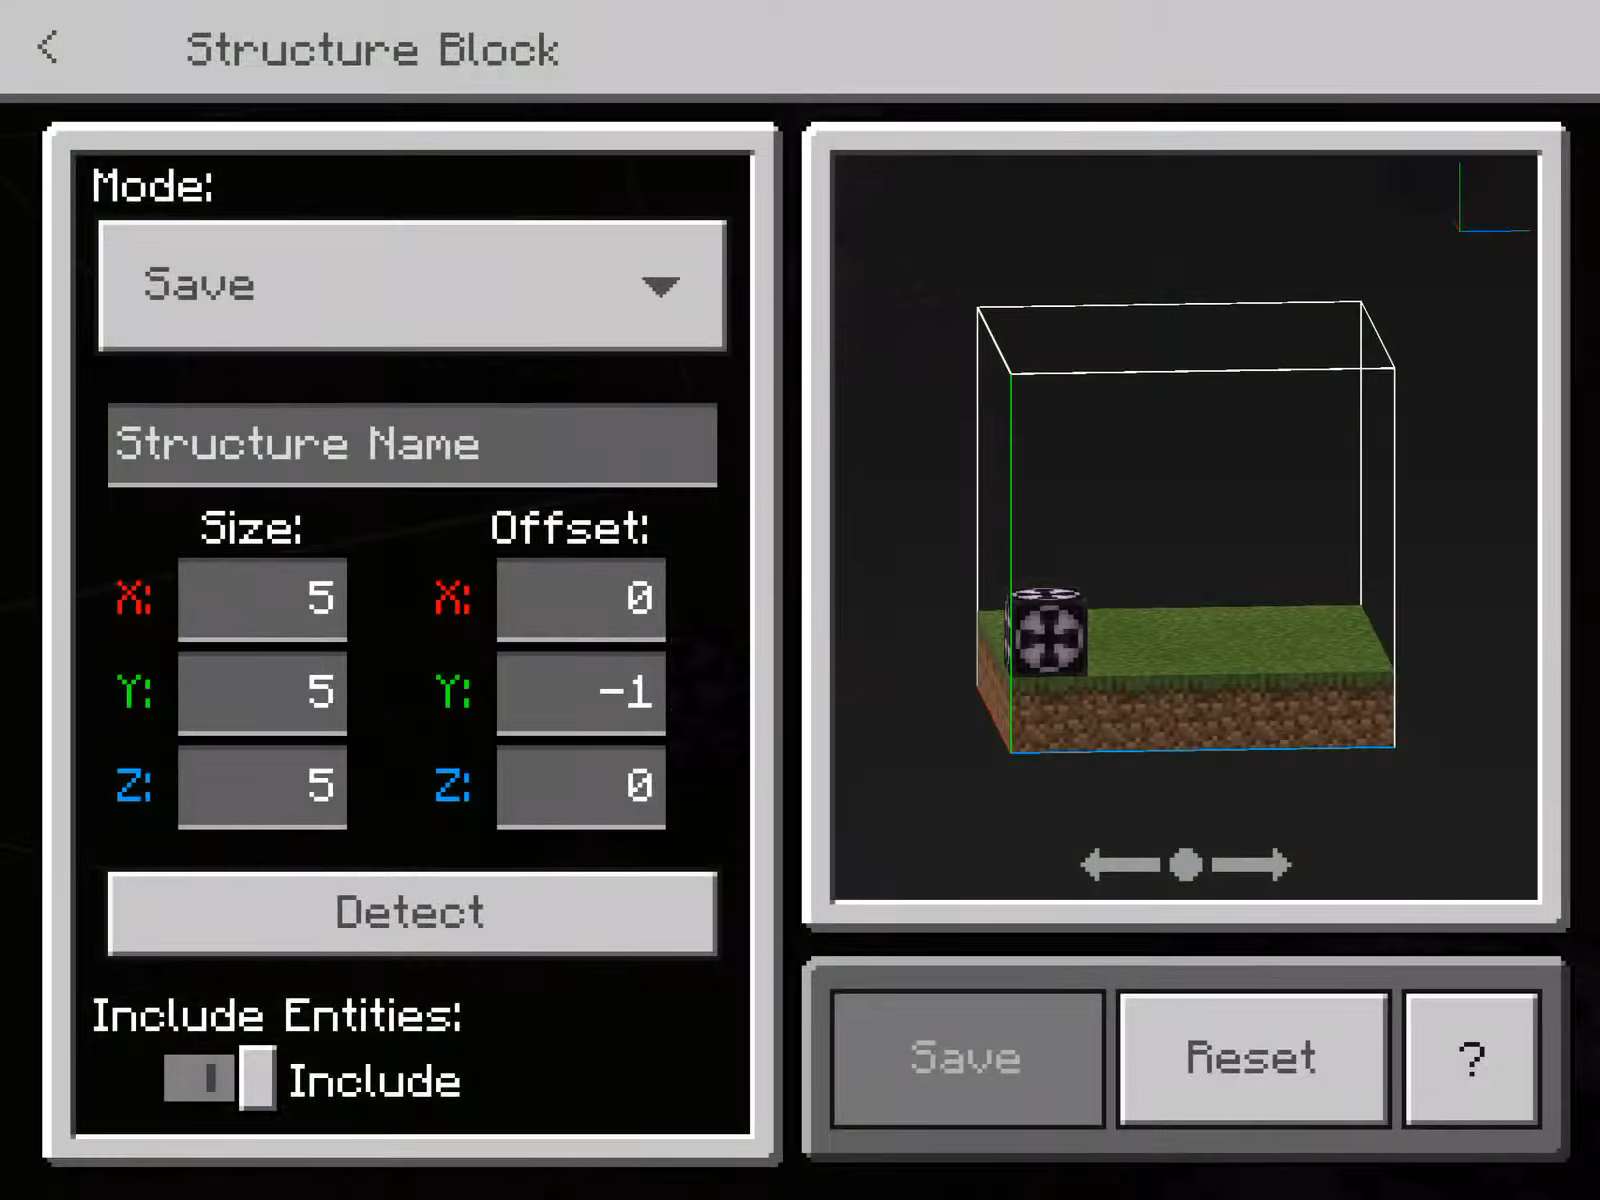 < Structure Block
Mode:
Save
Structure Name
Size: Offset:
X: 5 X: 0
Y: 5 Y: -1
Z: 5 Z: 0
Detect
Include Entities:
Include
Save Reset ?